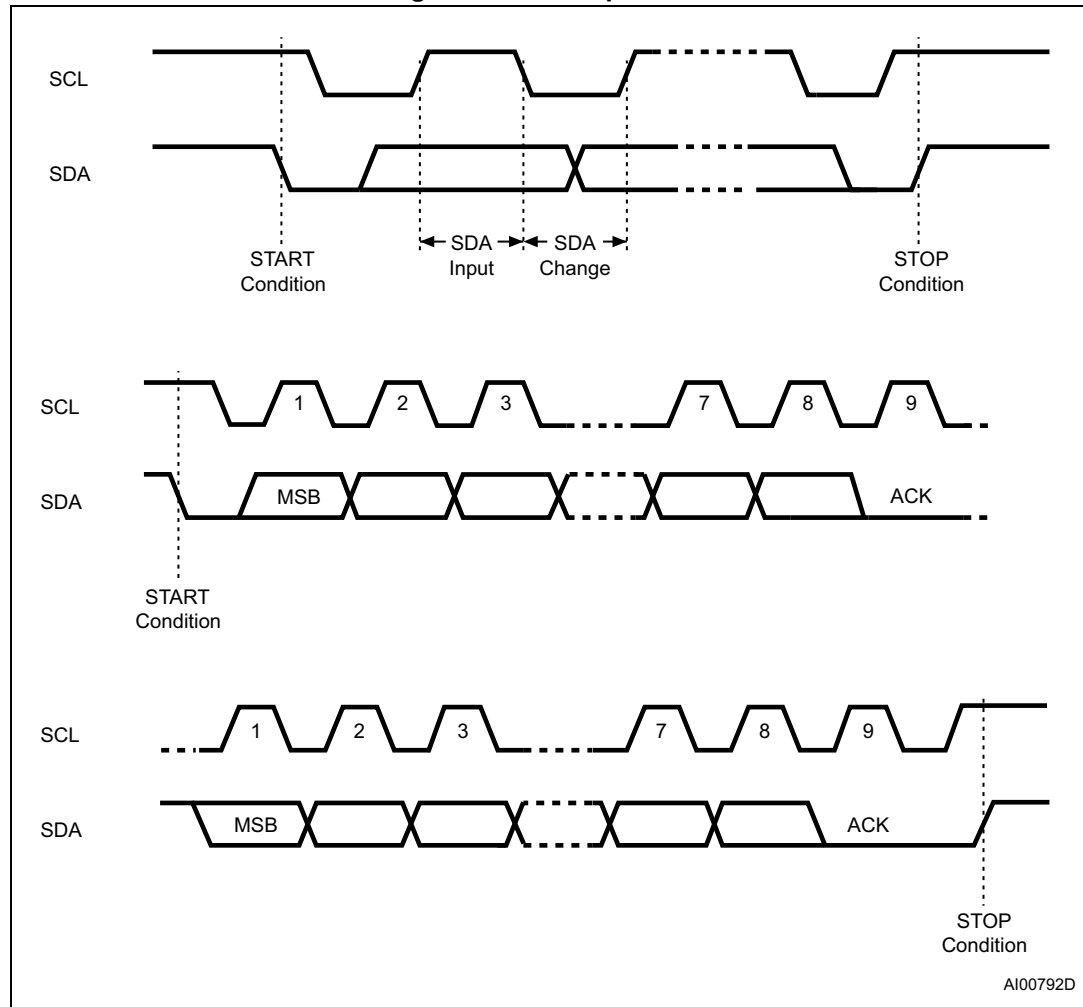 SCL
SDA
SDA SDA
Input Change
START
Condition
STOP
Condition
SCL
1 2 3 7 8 9
SDA
MSB ACK
START
Condition
SCL
1 2 3 7 8 9
SDA
MSB ACK
STOP
Condition
AI00792D